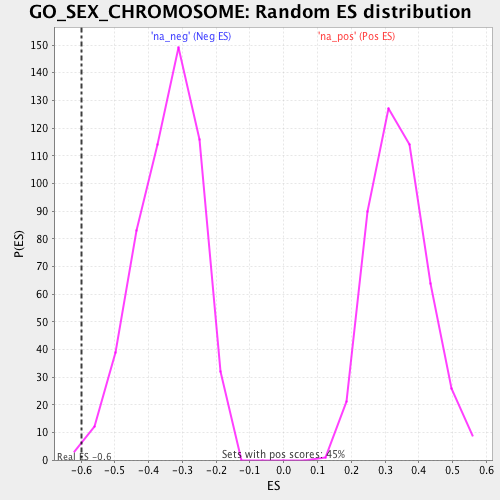 GO_SEX_CHROMOSOME: Random ES distribution
'na_neg' (Neg ES) 'na_pos' (Pos ES)
150
140
130
120
110
100
90
80
70
60
50
40
30
20
10
0
P(ES)
Real ES -0.6
Sets with pos scores: 45%
-0.6 -0.5 -0.4 -0.3 -0.2 -0.1 0.0 0.1 0.2 0.3 0.4 0.5 0.6
ES